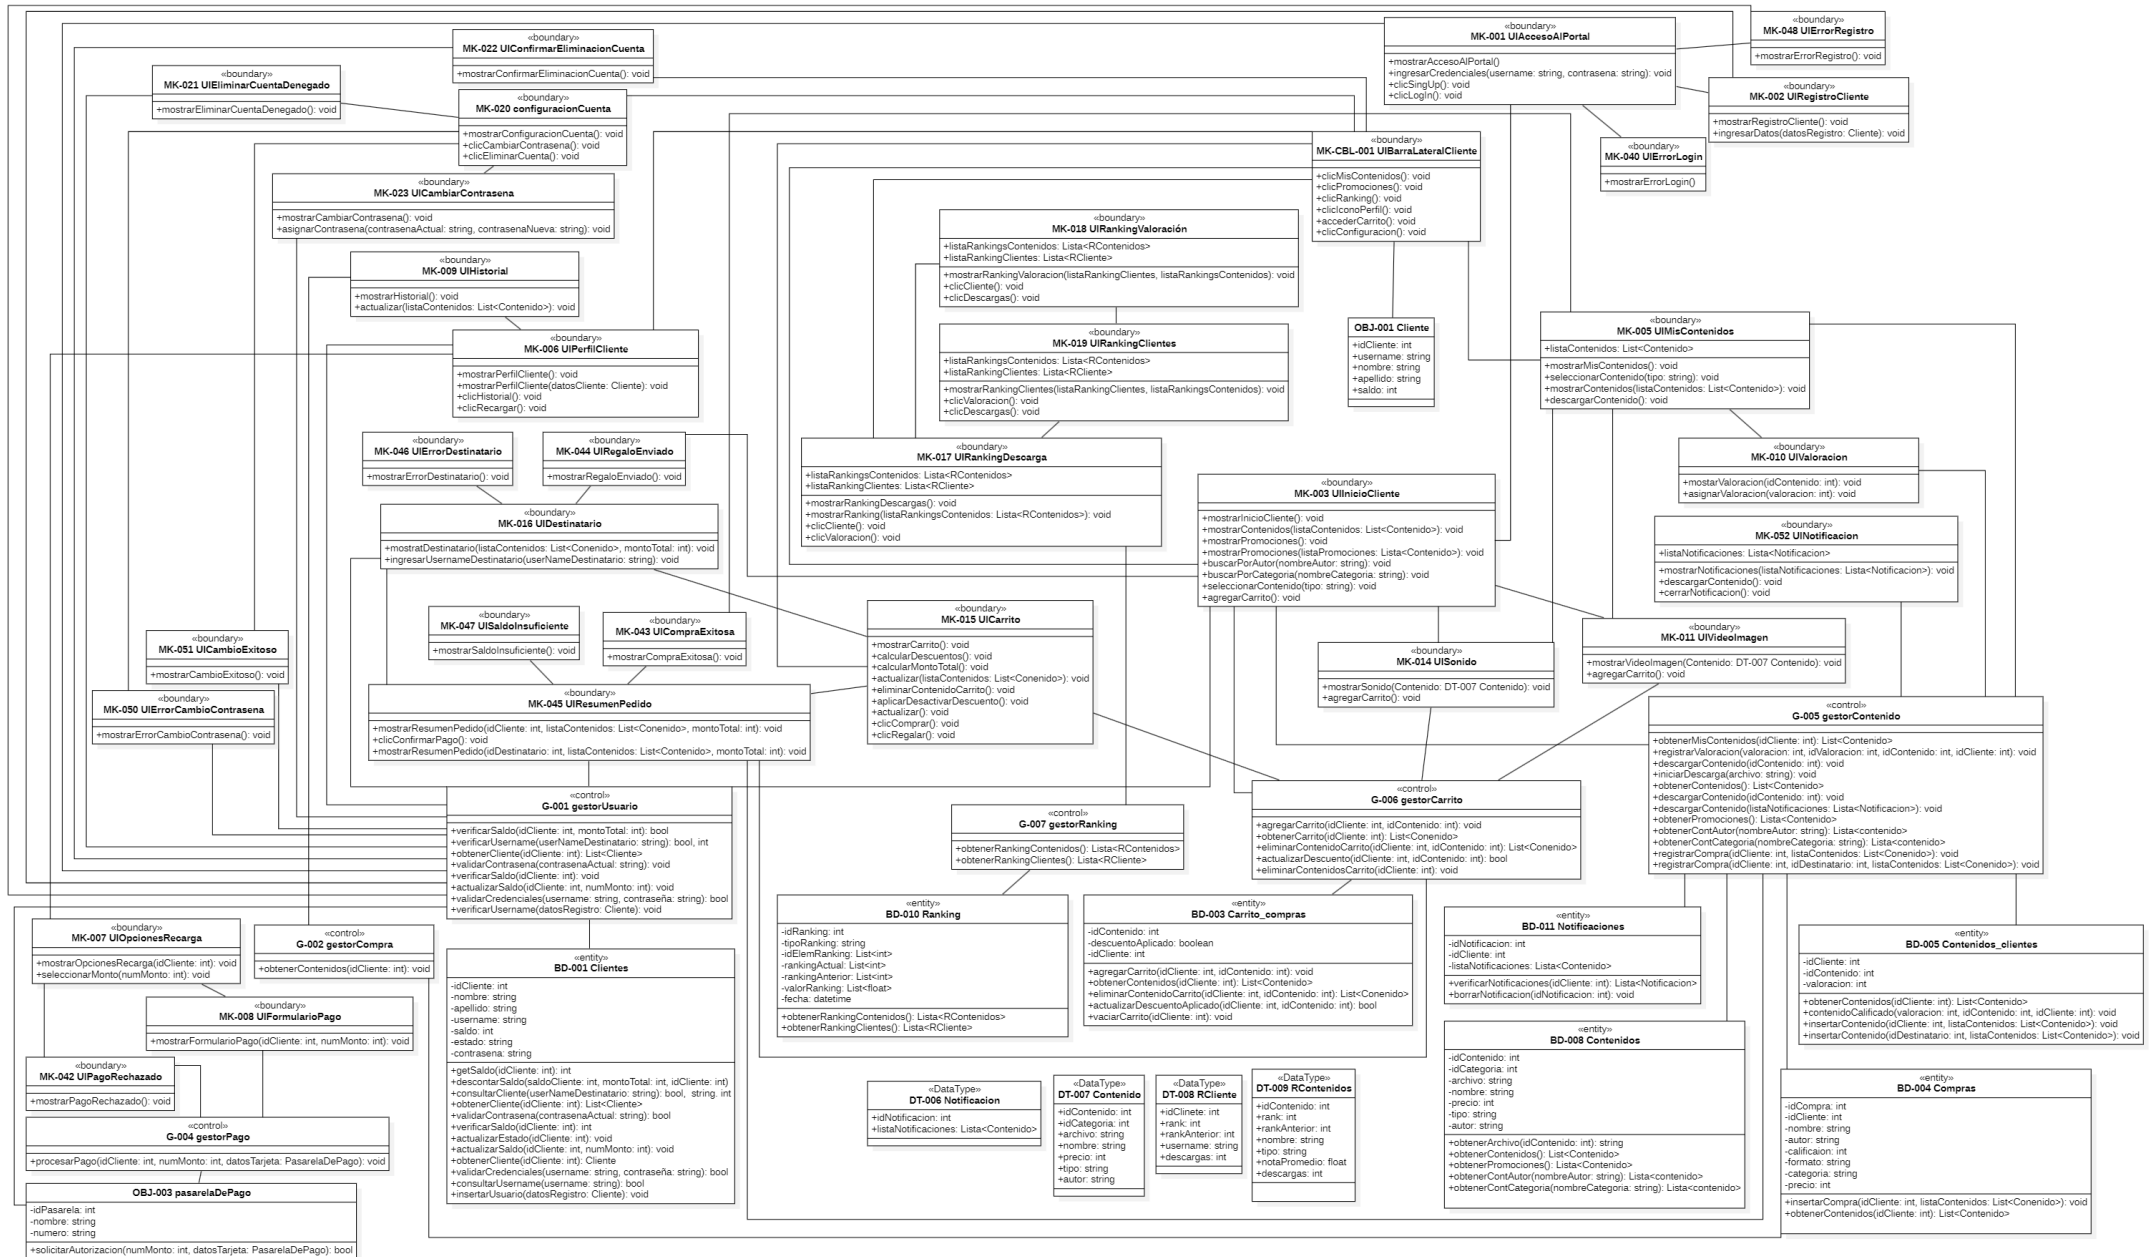 «boundary»
MK-022 UIConfirmarEliminacionCuenta
+mostrarConfirmarEliminacionCuenta(): void
«boundary»
MK-001 UIAccesoAlPortal
+mostrarAccesoAlPortal()
+ingresarCredenciales(username: string, contrasena: string): void
+clicSingUp(): void
+clicLogIn(): void
«boundary»
MK-048 UIErrorRegistro
+mostrarErrorRegistro(): void
«boundary»
MK-021 UIEliminarCuentaDenegado
+mostrarEliminarCuentaDenegado(): void
«boundary»
MK-020 configuracionCuenta
+mostrarConfiguracionCuenta(): void
+clicCambiarContrasena(): void
+clicEliminarCuenta(): void
«boundary»
MK-002 UIRegistroCliente
+mostrarRegistroCliente(): void
+ingresarDatos(datosRegistro: Cliente): void
«boundary»
MK-CBL-001 UIBarraLateralCliente
+clicMisContenidos(): void
+clicPromociones(): void
+clicRanking(): void
+clicIconoPerfil(): void
+accederCarrito(): void
+clicConfiguracion(): void
«boundary»
MK-040 UIErrorLogin
+mostrarErrorLogin()
«boundary»
MK-023 UICambiarContrasena
+mostrarCambiarContrasena(): void
+asignarContrasena(contrasenaActual: string, contrasenaNueva: string): void
«boundary»
MK-018 UIRankingValoración
+listaRankingsContenidos: Lista<RContenidos>
+listaRankingClientes: Lista<RCliente>
+mostrarRankingValoracion(listaRankingClientes, listaRankingsContenidos): void
+clicCliente(): void
+clicDescargas(): void
«boundary»
MK-009 UIHistorial
+mostrarHistorial(): void
+actualizar(listaContenidos: List<Contenido>): void
«boundary»
MK-006 UIPerfilCliente
+mostrarPerfilCliente(): void
+mostrarPerfilCliente(datosCliente: Cliente): void
+clicHistorial(): void
+clicRecargar(): void
«boundary»
MK-019 UIRankingClientes
+listaRankingsContenidos: Lista<RContenidos>
+listaRankingClientes: Lista<RCliente>
+mostrarRankingClientes(listaRankingClientes, listaRankingsContenidos): void
+clicValoracion(): void
+clicDescargas(): void
OBJ-001 Cliente
+idCliente: int
+username: string
+nombre: string
+apellido: string
+saldo: int
«boundary»
MK-005 UIMisContenidos
+listaContenidos: List<Contenido>
+mostrarMisContenidos(): void
+seleccionarContenido(tipo: string): void
+mostrarContenidos(listaContenidos: List<Contenido>): void
+descargarContenido(): void
«boundary»
MK-046 UIErrorDestinatario
+mostrarErrorDestinatario(): void
«boundary»
MK-044 UIRegaloEnviado
+mostrarRegaloEnviado(): void
«boundary»
MK-017 UIRankingDescarga
+listaRankingsContenidos: Lista<RContenidos>
+listaRankingClientes: Lista<RCliente>
+mostrarRankingDescargas(): void
+mostrarRanking(listaRankingsContenidos: Lista<RContenidos>): void
+clicCliente(): void
+clicValoracion(): void
«boundary»
MK-010 UIValoracion
+mostarValoracion(idContenido: int): void
+asignarValoracion(valoracion: int): void
«boundary»
MK-003 UIInicioCliente
+mostrarInicioCliente(): void
+mostrarContenidos(listaContenidos: List<Contenido>): void
+mostrarPromociones(): void
+mostrarPromociones(listaPromociones: Lista<Contenido>): void
+buscarPorAutor(nombreAutor: string): void
+buscarPorCategoria(nombreCategoria: string): void
+seleccionarContenido(tipo: string): void
+agregarCarrito(): void
«boundary»
MK-016 UIDestinatario
+mostratDestinatario(listaContenidos: List<Conenido>, montoTotal: int): void
+ingresarUsernameDestinatario(userNameDestinatario: string): void
«boundary»
MK-052 UINotificacion
+listaNotificaciones: Lista<Notificacion>
+mostrarNotificaciones(listaNotificaciones: Lista<Notificacion>): void
+descargarContenido(): void
+cerrarNotificacion(): void
«boundary»
MK-047 UISaldoInsuficiente
+mostrarSaldoInsuficiente(): void
«boundary»
MK-043 UICompraExitosa
+mostrarCompraExitosa(): void
«boundary»
MK-015 UICarrito
+mostrarCarrito(): void
+calcularDescuentos(): void
+calcularMontoTotal(): void
+actualizar(listaContenidos: List<Conenido>): void
+eliminarContenidoCarrito(): void
+aplicarDesactivarDescuento(): void
+actualizar(): void
+clicComprar(): void
+clicRegalar(): void
«boundary»
MK-011 UIVideoImagen
+mostrarVideoImagen(Contenido: DT-007 Contenido): void
+agregarCarrito(): void
«boundary»
MK-051 UICambioExitoso
+mostrarCambioExitoso(): void
«boundary»
MK-014 UISonido
+mostrarSonido(Contenido: DT-007 Contenido): void
+agregarCarrito(): void
«boundary»
MK-050 UIErrorCambioContrasena
+mostrarErrorCambioContrasena(): void
«boundary»
MK-045 UIResumenPedido
+mostrarResumenPedido(idCliente: int, listaContenidos: List<Conenido>, montoTotal: int): void
+clicConfirmarPago(): void
+mostrarResumenPedido(idDestinatario: int, listaContenidos: List<Contenido>, montoTotal: int): void
«control»
G-005 gestorContenido
+obtenerMisContenidos(idCliente: int): List<Contenido>
+registrarValoracion(valoracion: int, idValoracion: int, idContenido: int, idCliente: int): void
+descargarContenido(idContenido: int): void
+iniciarDescarga(archivo: string): void
+obtenerContenidos(): List<Contenido>
+descargarContenido(idContenido: int): void
+descargarContenido(listaNotificaciones: Lista<Notificacion>): void
+obtenerPromociones(): Lista<Contenido>
+obtenerContAutor(nombreAutor: string): Lista<contenido>
+obtenerContCategoria(nombreCategoria: string): Lista<contenido>
+registrarCompra(idCliente: int, listaContenidos: List<Conenido>): void
+registrarCompra(idCliente: int, idDestinatario: int, listaContenidos: List<Conenido>): void
«control»
G-001 gestorUsuario
+verificarSaldo(idCliente: int, montoTotal: int): bool
+verificarUsername(userNameDestinatario: string): bool, int
+obtenerCliente(idCliente: int): List<Cliente>
+validarContrasena(contrasenaActual: string): void
+verificarSaldo(idCliente: int): void
+actualizarSaldo(idCliente: int, numMonto: int): void
+validarCredenciales(username: string, contraseña: string): bool
+verificarUsername(datosRegistro: Cliente): void
«control»
G-007 gestorRanking
+obtenerRankingContenidos(): Lista<RContenidos>
+obtenerRankingClientes(): Lista<RCliente>
«control»
G-006 gestorCarrito
+agregarCarrito(idCliente: int, idContenido: int): void
+obtenerCarrito(idCliente: int): List<Conenido>
+eliminarContenidoCarrito(idCliente: int, idContenido: int): List<Conenido>
+actualizarDescuento(idCliente: int, idContenido: int): bool
+eliminarContenidosCarrito(idCliente: int): void
«boundary»
MK-007 UIOpcionesRecarga
+mostrarOpcionesRecarga(idCliente: int): void
+seleccionarMonto(numMonto: int): void
«control»
G-002 gestorCompra
+obtenerContenidos(idCliente: int): void
«entity»
BD-001 Clientes
-idCliente: int
-nombre: string
-apellido: string
-username: string
-saldo: int
-estado: string
-contrasena: string
+getSaldo(idCliente: int): int
+descontarSaldo(saldoCliente: int, montoTotal: int, idCliente: int)
+consultarCliente(userNameDestinatario: string): bool, string. int
+obtenerCliente(idCliente: int): List<Cliente>
+validarContrasena(contrasenaActual: string): bool
+verificarSaldo(idCliente: int): int
+actualizarEstado(idCliente: int): void
+actualizarSaldo(idCliente: int, numMonto: int): void
+obtenerCliente(idCliente: int): Cliente
+validarCredenciales(username: string, contraseña: string): bool
+consultarUsername(username: string): bool
+insertarUsuario(datosRegistro: Cliente): void
«entity»
BD-010 Ranking
-idRanking: int
-tipoRanking: string
-idElemRanking: List<int>
-rankingActual: List<int>
-rankingAnterior: List<int>
-valorRanking: List<float>
-fecha: datetime
+obtenerRankingContenidos(): Lista<RContenidos>
+obtenerRankingClientes(): Lista<RCliente>
«entity»
BD-003 Carrito_compras
-idContenido: int
-descuentoAplicado: boolean
-idCliente: int
+agregarCarrito(idCliente: int, idContenido: int): void
+obtenerContenidos(idCliente: int): List<Contenido>
+eliminarContenidoCarrito(idCliente: int, idContenido: int): List<Conenido>
+actualizarDescuentoAplicado(idCliente: int, idContenido: int): bool
+vaciarCarrito(idCliente: int): void
«entity»
BD-011 Notificaciones
-idNotificacion: int
-idCliente: int
-listaNotificaciones: Lista<Contenido>
+verificarNotificaciones(idCliente: int): Lista<Notificacion>
+borrarNotificacion(idNotificacion: int): void
«entity»
BD-005 Contenidos_clientes
-idCliente: int
-idContenido: int
-valoracion: int
+obtenerContenidos(idCliente: int): List<Contenido>
+contenidoCalificado(valoracion: int, idContenido: int, idCliente: int): void
+insertarContenido(idCliente: int, listaContenidos: List<Contenido>): void
+insertarContenido(idDestinatario: int, listaContenidos: List<Contenido>): void
«boundary»
MK-008 UIFormularioPago
+mostrarFormularioPago(idCliente: int, numMonto: int): void
«boundary»
MK-042 UIPagoRechazado
+mostrarPagoRechazado(): void
«control»
G-004 gestorPago
+procesarPago(idCliente: int, numMonto: int, datosTarjeta: PasarelaDePago): void
OBJ-003 pasarelaDePago
-idPasarela: int
-nombre: string
-numero: string
+solicitarAutorizacion(numMonto: int, datosTarjeta: PasarelaDePago): bool
«DataType»
DT-006 Notificacion
+idNotificacion: int
+listaNotificaciones: Lista<Contenido>
«DataType»
DT-007 Contenido
+idContenido: int
+idCategoria: int
+archivo: string
+nombre: string
+precio: int
+tipo: string
+autor: string
«DataType»
DT-008 RCliente
+idClinete: int
+rank: int
+rankAnterior: int
+username: string
+descargas: int
«DataType»
DT-009 RContenidos
+idContenido: int
+rank: int
+rankAnterior: int
+nombre: string
+tipo: string
+notaPromedio: float
+descargas: int
«entity»
BD-008 Contenidos
-idContenido: int
-idCategoria: int
-archivo: string
-nombre: string
-precio: int
-tipo: string
-autor: string
+obtenerArchivo(idContenido: int): string
+obtenerContenidos(): List<Contenido>
+obtenerPromociones(): Lista<Contenido>
+obtenerContAutor(nombreAutor: string): Lista<contenido>
+obtenerContCategoria(nombreCategoria: string): Lista<contenido>
«entity»
BD-004 Compras
-idCompra: int
-idCliente: int
-nombre: string
-autor: string
-calificaion: int
-formato: string
-categoria: string
-precio: int
+insertarCompra(idCliente: int, listaContenidos: List<Conenido>): void
+obtenerContenidos(idCliente: int): List<Contenido>